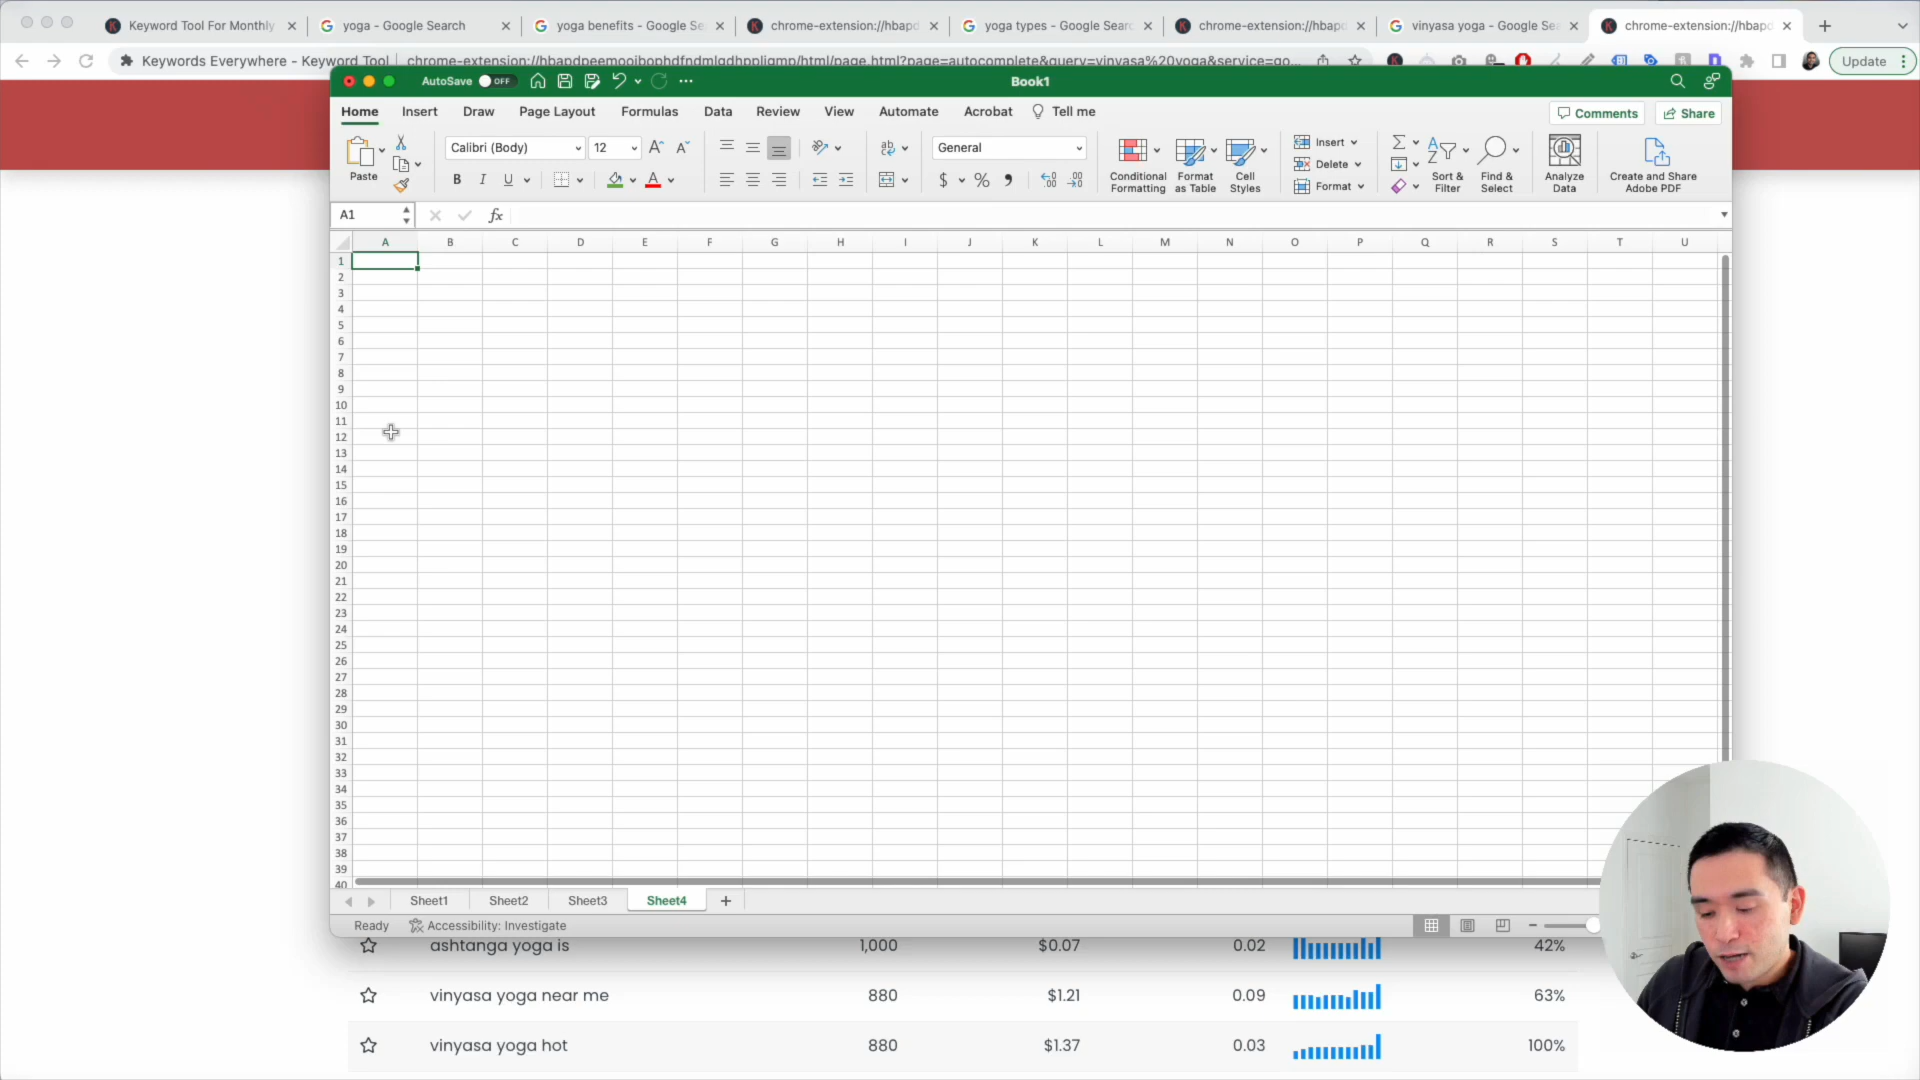 Keyword Tool For Monthly
yoga - Google Search
yoga benefits - Google Se
chrome-extension://hbapd
yoga types - Google Searc
chrome-extension://hbapd
vinyasa yoga - Google Sea
chrome-extension://hbapd
Keywords Everywhere - Keyword Tool
chrome-extension://hbapdpeemoojbophdfndmlgdhppljgmp/html/page.html?page=autocomplete&query=vinyasa%20yoga&service=go...
Update
AutoSave OFF
Book1
Home Insert Draw Page Layout Formulas Data Review View Automate Acrobat Tell me
Comments Share
Paste
Calibri (Body) 12
General
Conditional Formatting
Format as Table
Cell Styles
Insert
Delete
Format
Sort & Filter
Find & Select
Analyze Data
Create and Share Adobe PDF
A1
fx
A B C D E F G H I J K L M N O P Q R S T U
1
2
3
4
5
6
7
8
9
10
11
12
13
14
15
16
17
18
19
20
21
22
23
24
25
26
27
28
29
30
31
32
33
34
35
36
37
38
39
40
Sheet1 Sheet2 Sheet3 Sheet4
Ready Accessibility: Investigate
ashtanga yoga is 1,000 $0.07 0.02 42%
vinyasa yoga near me 880 $1.21 0.09 63%
vinyasa yoga hot 880 $1.37 0.03 100%